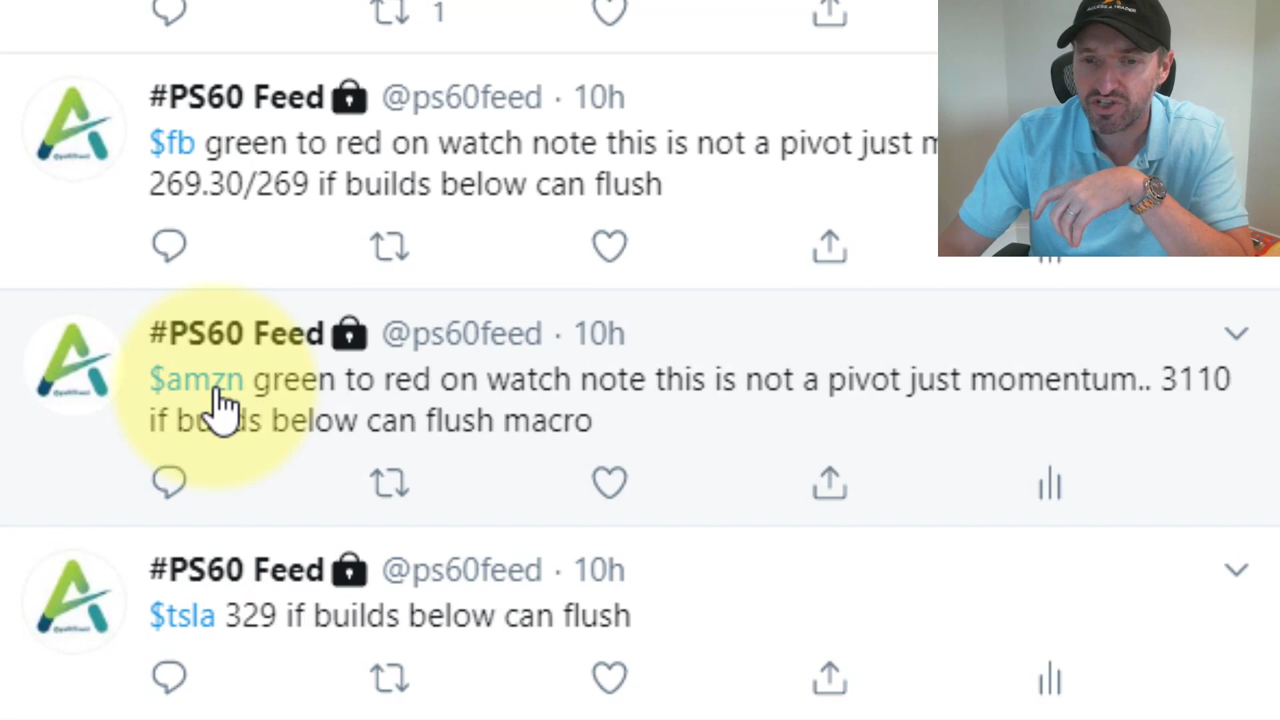 1
#PS60 Feed @ps60feed · 10h
$fb green to red on watch note this is not a pivot just m
269.30/269 if builds below can flush
#PS60 Feed @ps60feed · 10h
$amzn green to red on watch note this is not a pivot just momentum.. 3110
if builds below can flush macro
#PS60 Feed @ps60feed · 10h
$tsla 329 if builds below can flush